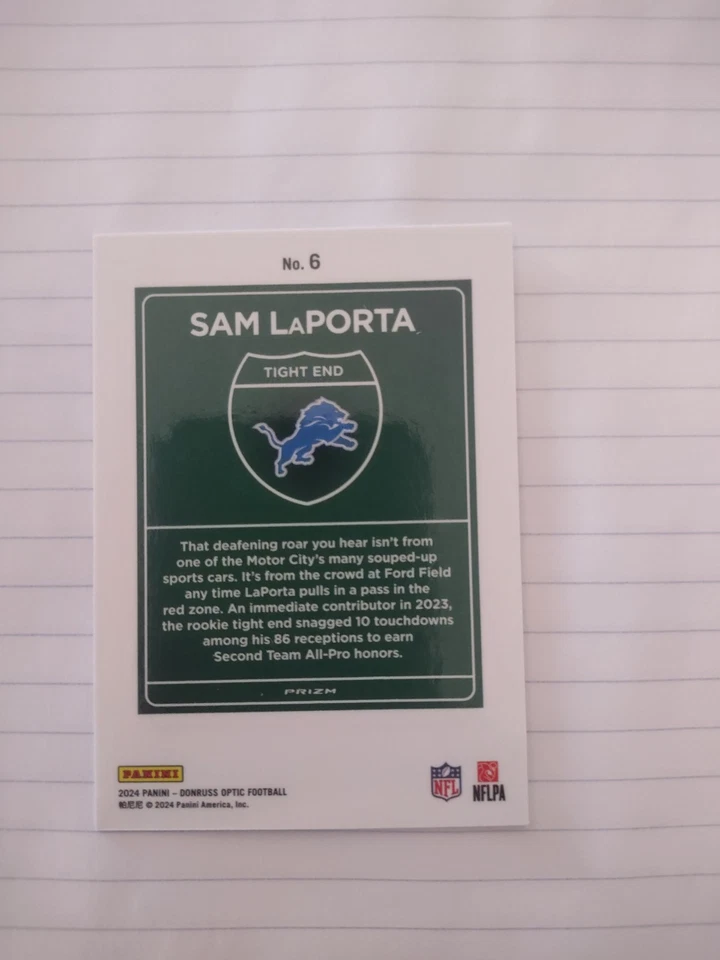 No. 6
SAM LAPORTA
TIGHT END
That deafening roar you hear isn't from
one of the Motor City's many souped-up
sports cars. It's from the crowd at Ford Field
any time LaPorta pulls in a pass in the
red zone. An immediate contributor in 2023,
the rookie tight end snagged 10 touchdowns
among his 86 receptions to earn
Second Team All-Pro honors.
PRIZM
PANINI
2024 PANINI – DONRUSS OPTIC FOOTBALL
帕尼尼 © 2024 Panini America, Inc.
NFL
NFLPA